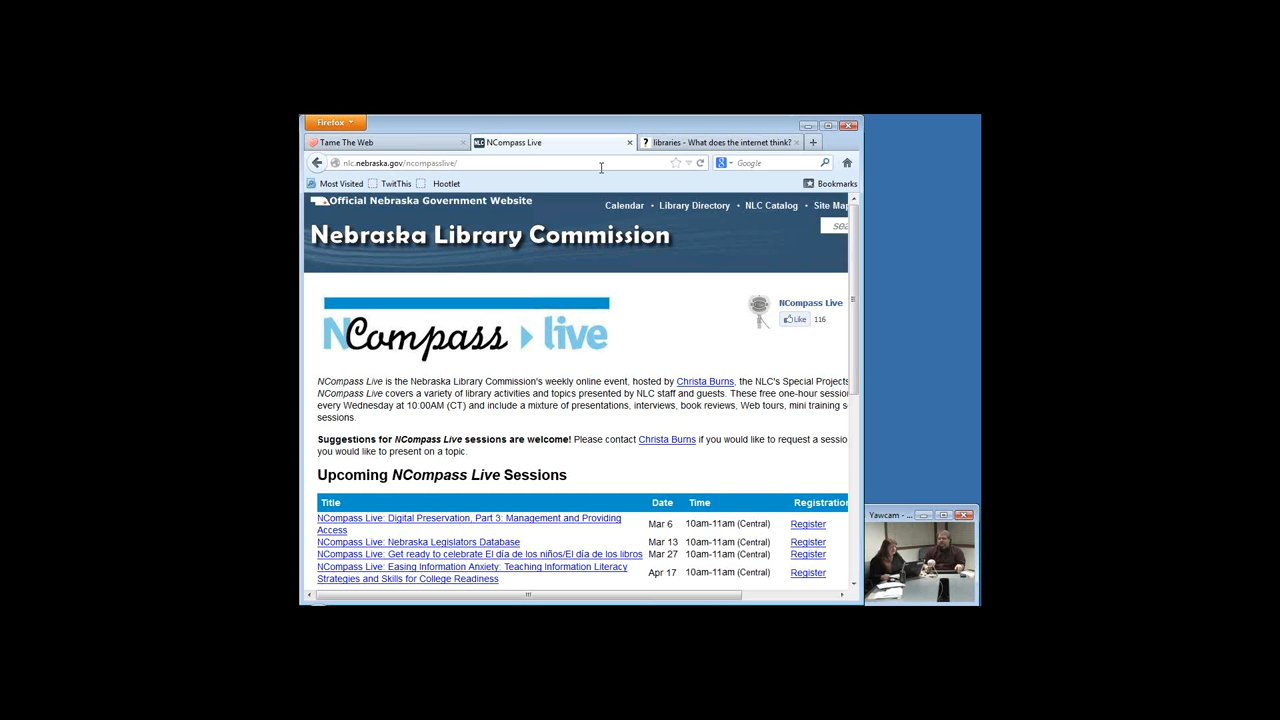 Firefox
Tame The Web
NCompass Live
libraries - What does the internet think?
nlc.nebraska.gov/ncompasslive/
Google
Most Visited TwitThis Hootlet Bookmarks
Official Nebraska Government Website
Calendar • Library Directory • NLC Catalog • Site Map
Nebraska Library Commission
sea
NCompass live
NCompass Live
Like 116
NCompass Live is the Nebraska Library Commission's weekly online event, hosted by Christa Burns, the NLC's Special Projects
NCompass Live covers a variety of library activities and topics presented by NLC staff and guests. These free one-hour sessio
every Wednesday at 10:00AM (CT) and include a mixture of presentations, interviews, book reviews, Web tours, mini training s
sessions.
Suggestions for NCompass Live sessions are welcome! Please contact Christa Burns if you would like to request a sessio
you would like to present on a topic.
Upcoming NCompass Live Sessions
Title Date Time Registration
NCompass Live: Digital Preservation, Part 3: Management and Providing
Access Mar 6 10am-11am (Central) Register
NCompass Live: Nebraska Legislators Database Mar 13 10am-11am (Central) Register
NCompass Live: Get ready to celebrate El día de los niños/El día de los libros Mar 27 10am-11am (Central) Register
NCompass Live: Easing Information Anxiety: Teaching Information Literacy
Strategies and Skills for College Readiness Apr 17 10am-11am (Central) Register
Yawcam - ...